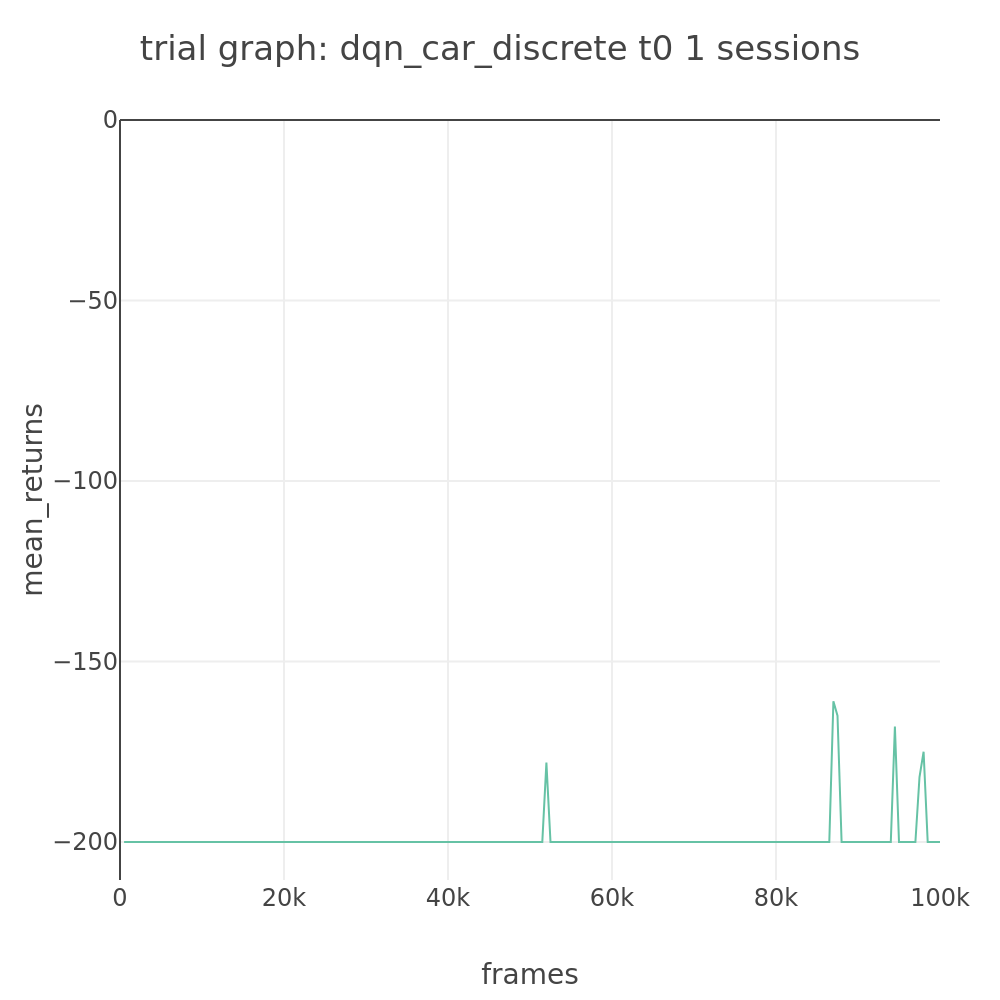 trial graph: dqn_car_discrete t0 1 sessions
0
−50
−100
−150
−200
mean_returns
0
20k
40k
60k
80k
100k
frames